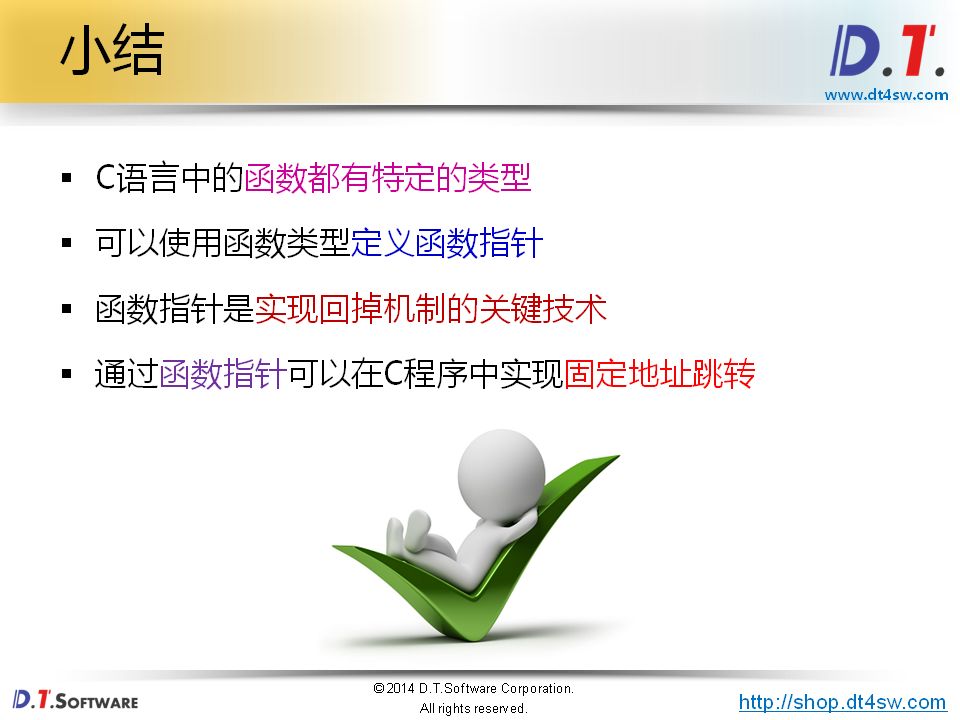 小结
D.T.
www.dt4sw.com
▪ C语言中的函数都有特定的类型
▪ 可以使用函数类型定义函数指针
▪ 函数指针是实现回掉机制的关键技术
▪ 通过函数指针可以在C程序中实现固定地址跳转
D.T.SOFTWARE
©2014 D.T.Software Corporation.
All rights reserved.
http://shop.dt4sw.com